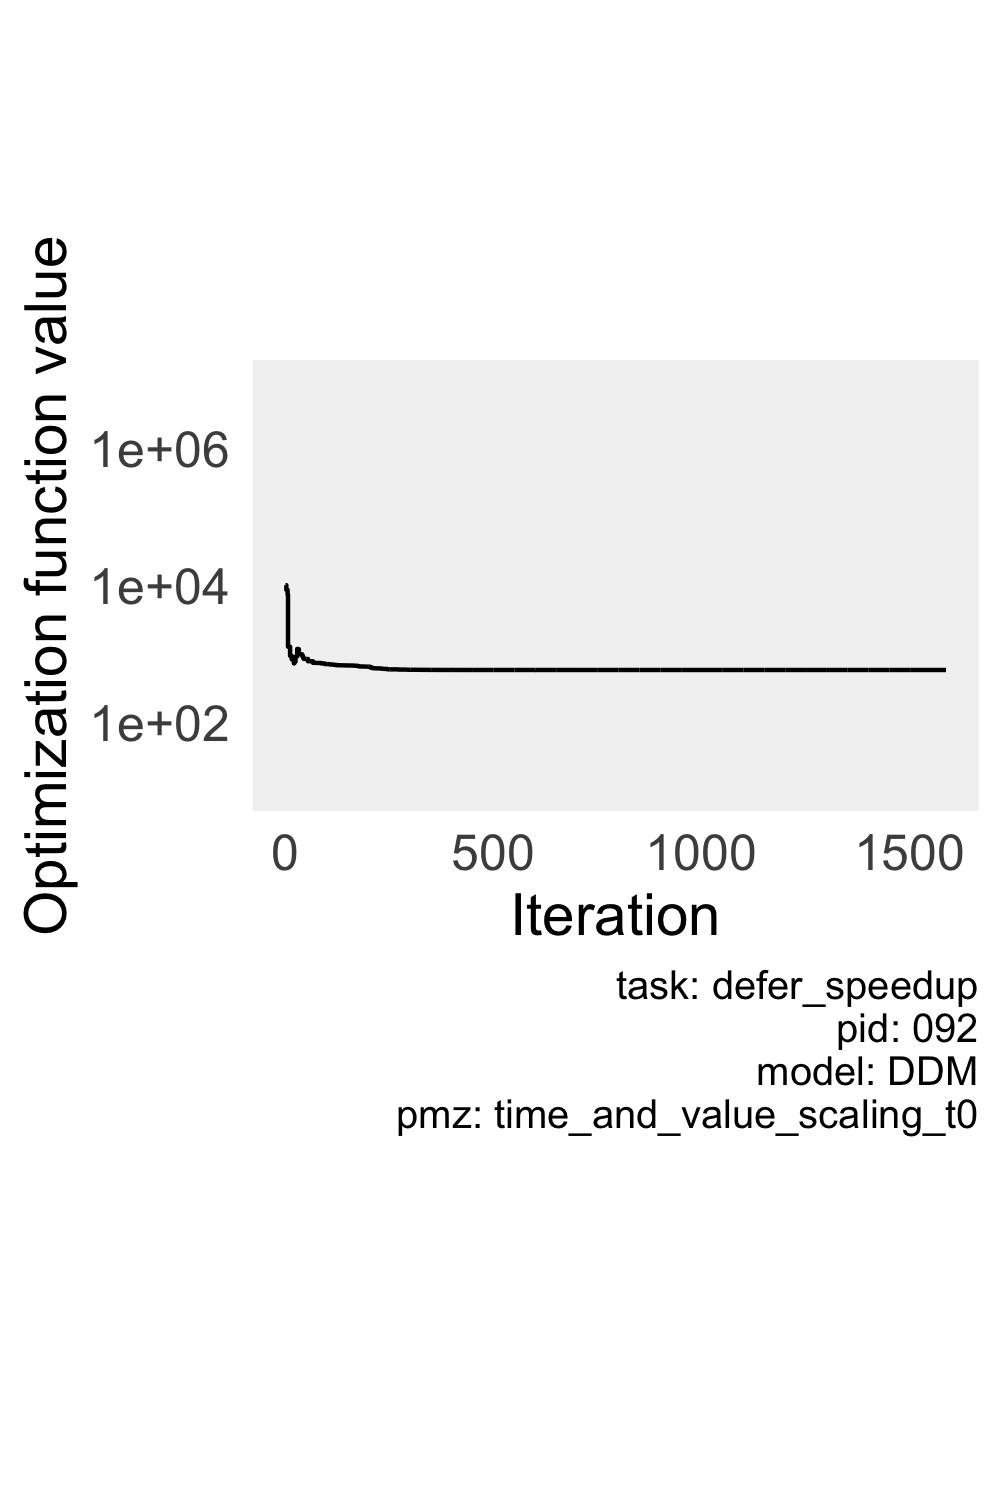 Optimization function value
1e+06
1e+04
1e+02
0 500 1000 1500
Iteration
task: defer_speedup
pid: 092
model: DDM
pmz: time_and_value_scaling_t0